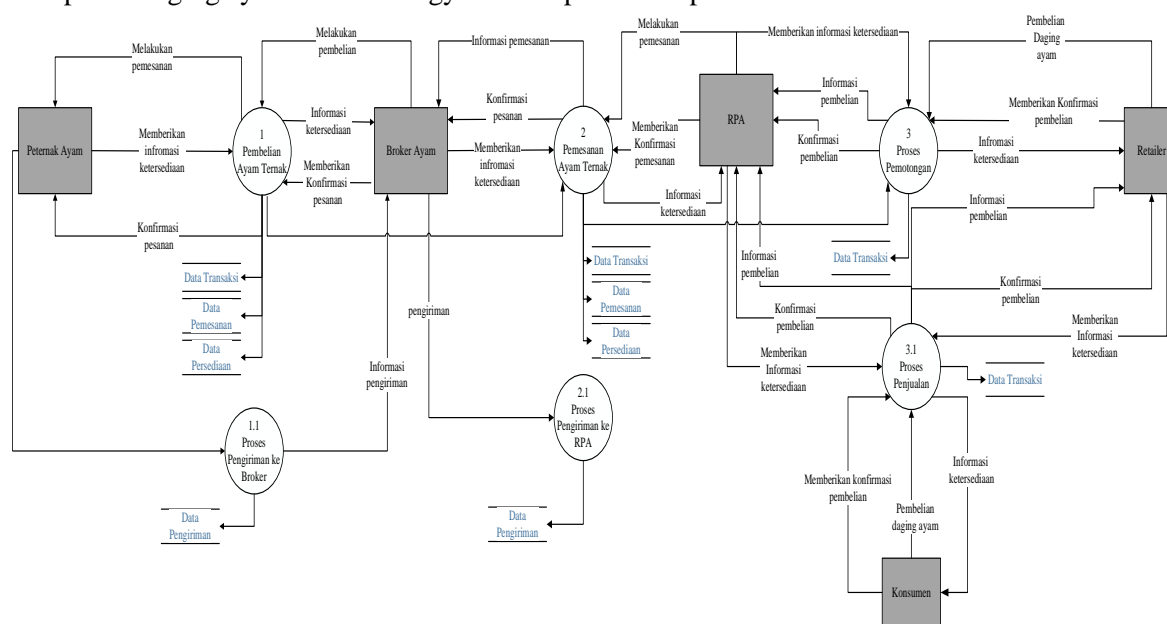 Melakukan
pemesanan
Melakukan
pembelian
Informasi pemesanan
Melakukan
pemesanan
Memberikan informasi ketersediaan
Pembelian
Daging
ayam
Peternak Ayam
Memberikan
infromasi
ketersediaan
1
Pembelian
Ayam Ternak
Informasi
ketersediaan
Memberikan
Konfirmasi
pesanan
Broker Ayam
Konfirmasi
pesanan
Memberikan
infromasi
ketersediaan
2
Pemesanan
Ayam Ternak
Memberikan
Konfirmasi
pemesanan
Informasi
ketersediaan
RPA
Informasi
pembelian
Konfirmasi
pembelian
3
Proses
Pemotongan
Memberikan Konfirmasi
pembelian
Infromasi
ketersediaan
Retailer
Informasi
pembelian
Konfirmasi
pesanan
Data Transaksi
Data
Pemesanan
Data
Persediaan
pengiriman
Informasi
pengiriman
Data Transaksi
Data
Pemesanan
Data
Persediaan
Informasi
pembelian
Data Transaksi
Konfirmasi
pembelian
Konfirmasi
pembelian
Memberikan
Informasi
ketersediaan
Memberikan
Informasi
ketersediaan
3.1
Proses
Penjualan
Data Transaksi
1.1
Proses
Pengiriman ke
Broker
Data
Pengiriman
2.1
Proses
Pengiriman ke
RPA
Data
Pengiriman
Memberikan konfirmasi
pembelian
Pembelian
daging ayam
Informasi
ketersediaan
Konsumen